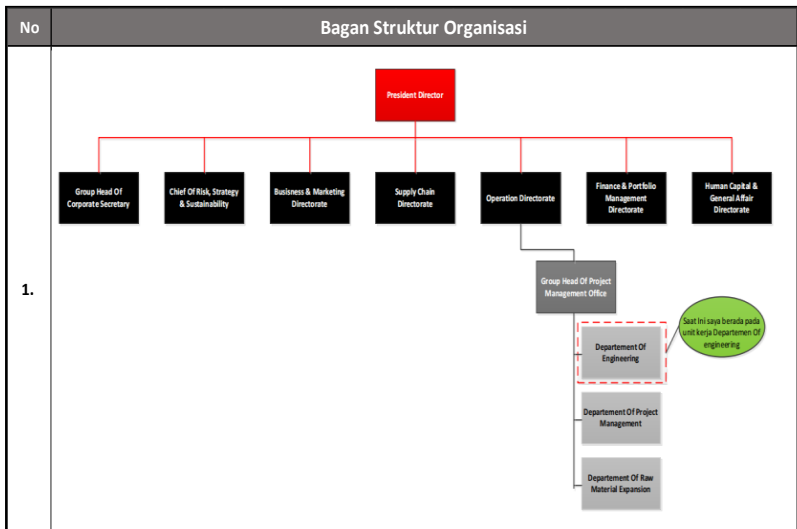 No
Bagan Struktur Organisasi
1.
President Director
Group Head Of
Corporate Secretary
Chief Of Risk, Strategy
& Sustainability
Busisness & Marketing
Directorate
Supply Chain
Directorate
Operation Directorate
Finance & Portfolio
Management
Directorate
Human Capital &
General Affair
Directorate
Group Head Of Project
Management Office
Departement Of
Engineering
Saat Ini saya berada pada
unit kerja Departemen Of
engineering
Departement Of Project
Management
Departement Of Raw
Material Expansion